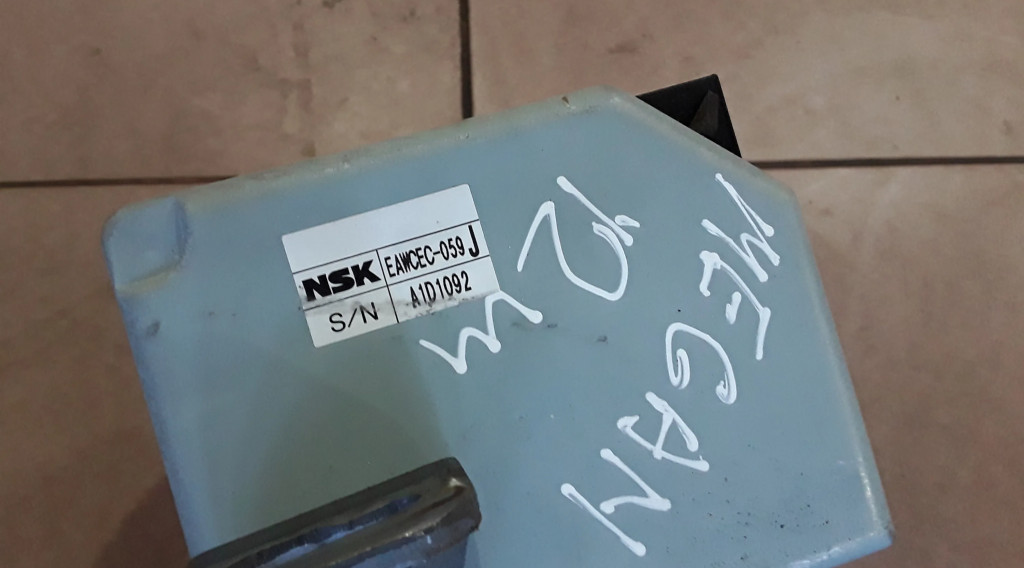 NSK EAWCEC-059 J
S/N A1D1092
MEGAN